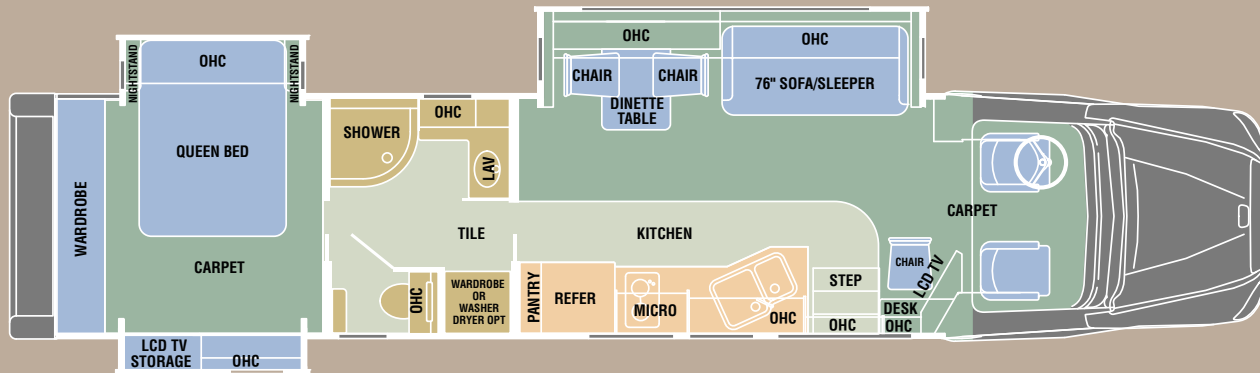 NIGHTSTAND
OHC
NIGHTSTAND
QUEEN BED
WARDROBE
CARPET
LCD TV
STORAGE
OHC
SHOWER
OHC
LAV
TILE
OHC
WARDROBE
OR
WASHER
DRYER OPT
OHC
CHAIR
CHAIR
DINETTE
TABLE
OHC
76" SOFA/SLEEPER
KITCHEN
PANTRY
REFER
MICRO
OHC
STEP
OHC
CHAIR
LCD TV
DESK
OHC
CARPET